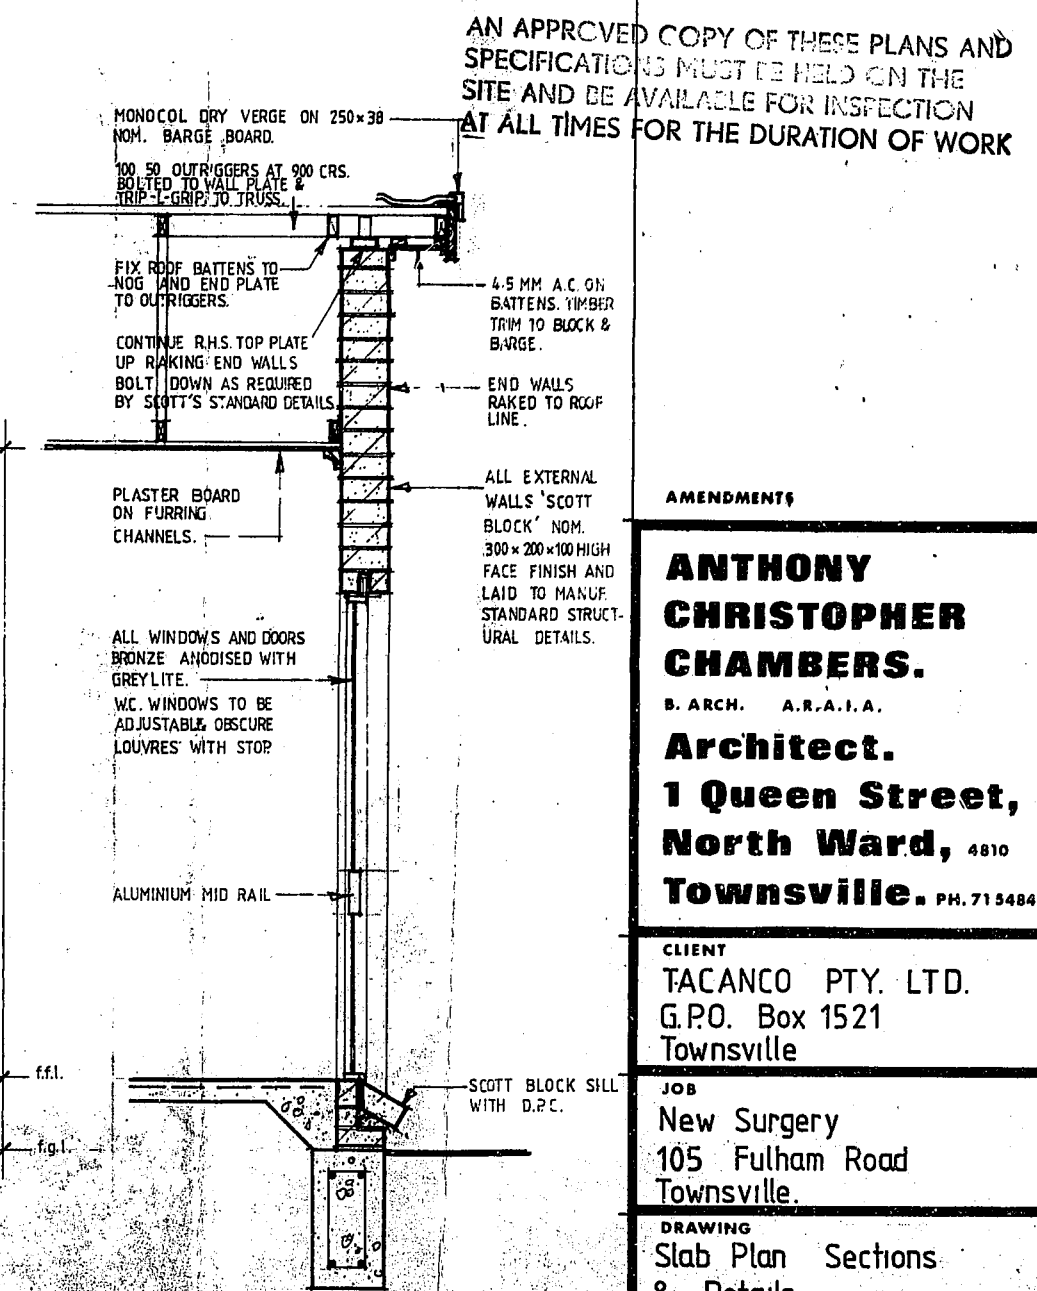 AN APPROVED COPY OF THESE PLANS AND
SPECIFICATIONS MUST BE HELD ON THE
SITE AND BE AVAILABLE FOR INSPECTION
AT ALL TIMES FOR THE DURATION OF WORK
MONOCOL DRY VERGE ON 250×38
NOM. BARGE BOARD.
100 50 OUTRIGGERS AT 900 CRS.
BOLTED TO WALL PLATE &
TRIP-L-GRIP TO TRUSS.
FIX ROOF BATTENS TO
NOG AND END PLATE
TO OUTRIGGERS.
CONTINUE R.H.S. TOP PLATE
UP RAKING END WALLS
BOLT DOWN AS REQUIRED
BY SCOTT'S STANDARD DETAILS.
4.5 MM A.C. ON
BATTENS. TIMBER
TRIM TO BLOCK &
BARGE.
END WALLS
RAKED TO ROOF
LINE.
PLASTER BOARD
ON FURRING
CHANNELS.
ALL EXTERNAL
WALLS 'SCOTT
BLOCK' NOM.
300×200×100 HIGH
FACE FINISH AND
LAID TO MANUF.
STANDARD STRUCT-
URAL DETAILS.
ALL WINDOWS AND DOORS
BRONZE ANODISED WITH
GREYLITE.
W.C. WINDOWS TO BE
ADJUSTABLE OBSCURE
LOUVRES WITH STOP.
ALUMINIUM MID RAIL
f.f.l.
SCOTT BLOCK SILL
WITH D.P.C.
f.g.l.
AMENDMENTS
ANTHONY
CHRISTOPHER
CHAMBERS.
B. ARCH. A.R.A.I.A.
Architect.
1 Queen Street,
North Ward, 4810
Townsville. PH. 715484
CLIENT
TACANCO PTY. LTD.
G.P.O. Box 1521
Townsville
JOB
New Surgery
105 Fulham Road
Townsville.
DRAWING
Slab Plan Sections
& Details